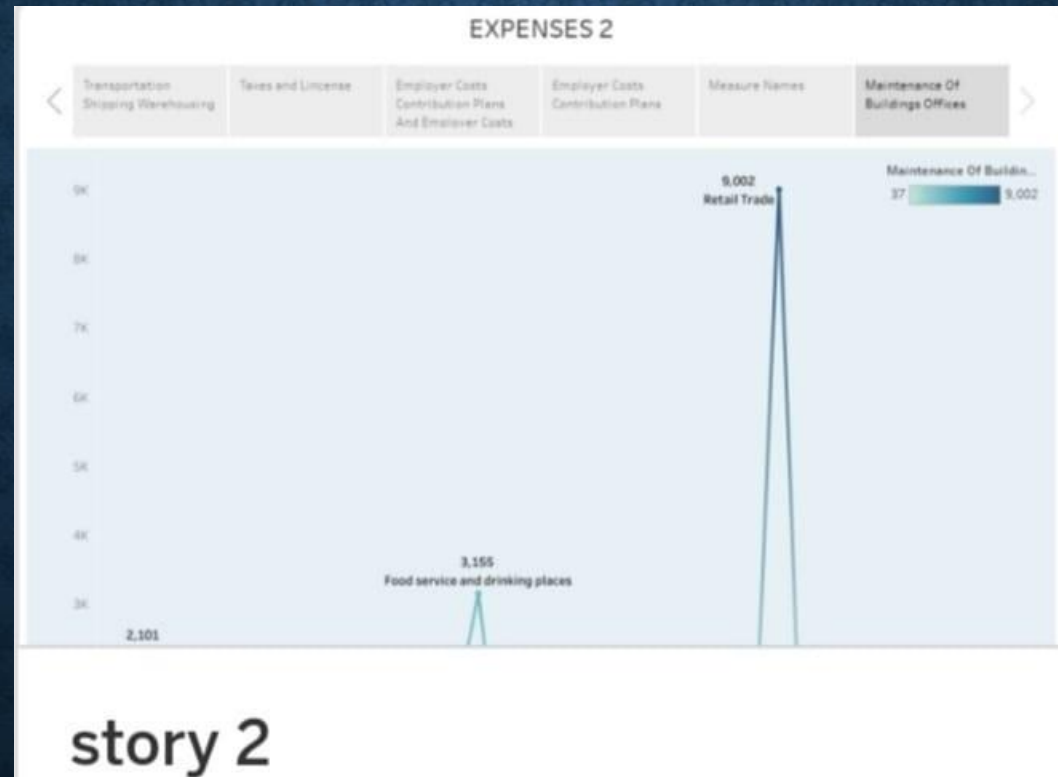 EXPENSES 2
Transportation
Shipping Warehousing
Taxes and Lincense
Employer Costs
Contribution Plans
And Employer Costs
Employer Costs
Contribution Plans
Measure Names
Maintenance Of
Buildings Offices
Maintenance Of Buildin...
37
9,002
9,002
Retail Trade
9K
8K
7K
6K
5K
4K
3,155
Food service and drinking places
3K
2,101
story 2